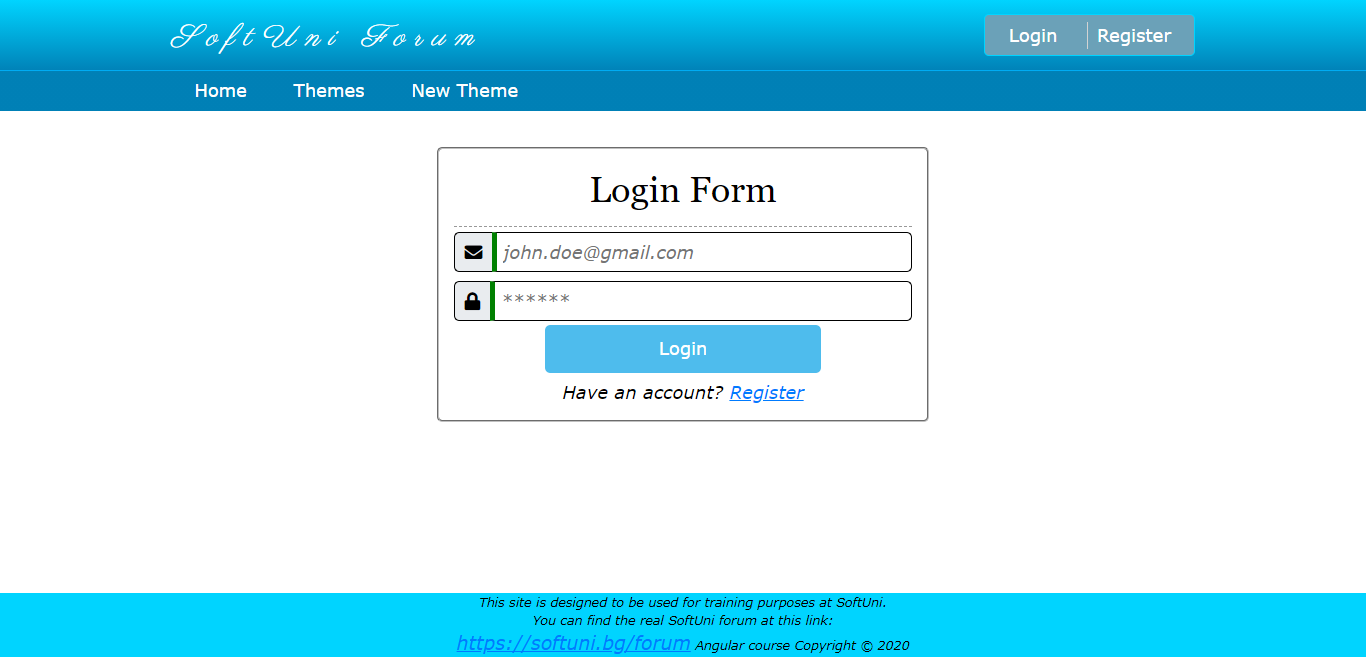 SoftUni Forum
Login Register
Home Themes New Theme
Login Form
john.doe@gmail.com
******
Login
Have an account? Register
This site is designed to be used for training purposes at SoftUni.
You can find the real SoftUni forum at this link:
https://softuni.bg/forum Angular course Copyright © 2020